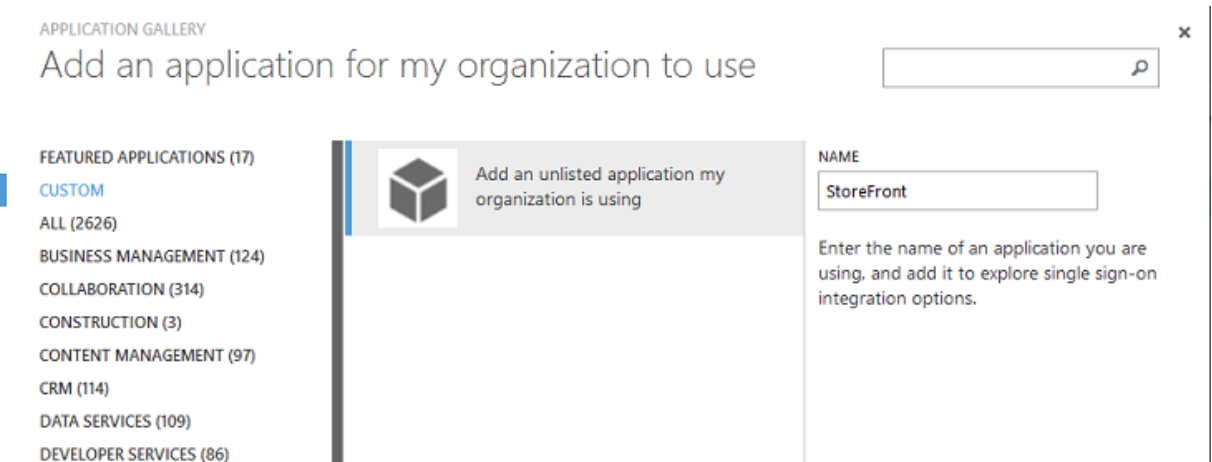 APPLICATION GALLERY
Add an application for my organization to use
FEATURED APPLICATIONS (17)
CUSTOM
ALL (2626)
BUSINESS MANAGEMENT (124)
COLLABORATION (314)
CONSTRUCTION (3)
CONTENT MANAGEMENT (97)
CRM (114)
DATA SERVICES (109)
DEVELOPER SERVICES (86)
Add an unlisted application my
organization is using
NAME
StoreFront
Enter the name of an application you are
using, and add it to explore single sign-on
integration options.